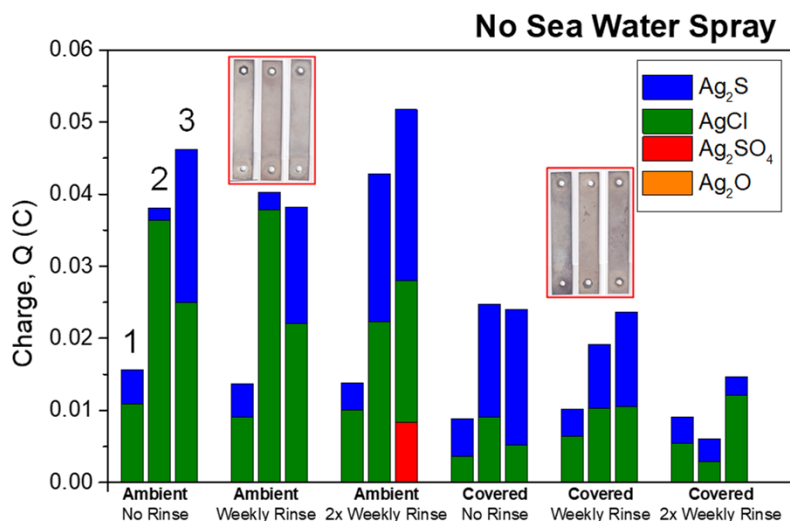 No Sea Water Spray
0.06
0.05
0.04
0.03
0.02
0.01
0.00
Charge, Q (C)
1
2
3
Ag₂S
AgCl
Ag₂SO₄
Ag₂O
Ambient
No Rinse
Ambient
Weekly Rinse
Ambient
2x Weekly Rinse
Covered
No Rinse
Covered
Weekly Rinse
Covered
2x Weekly Rinse